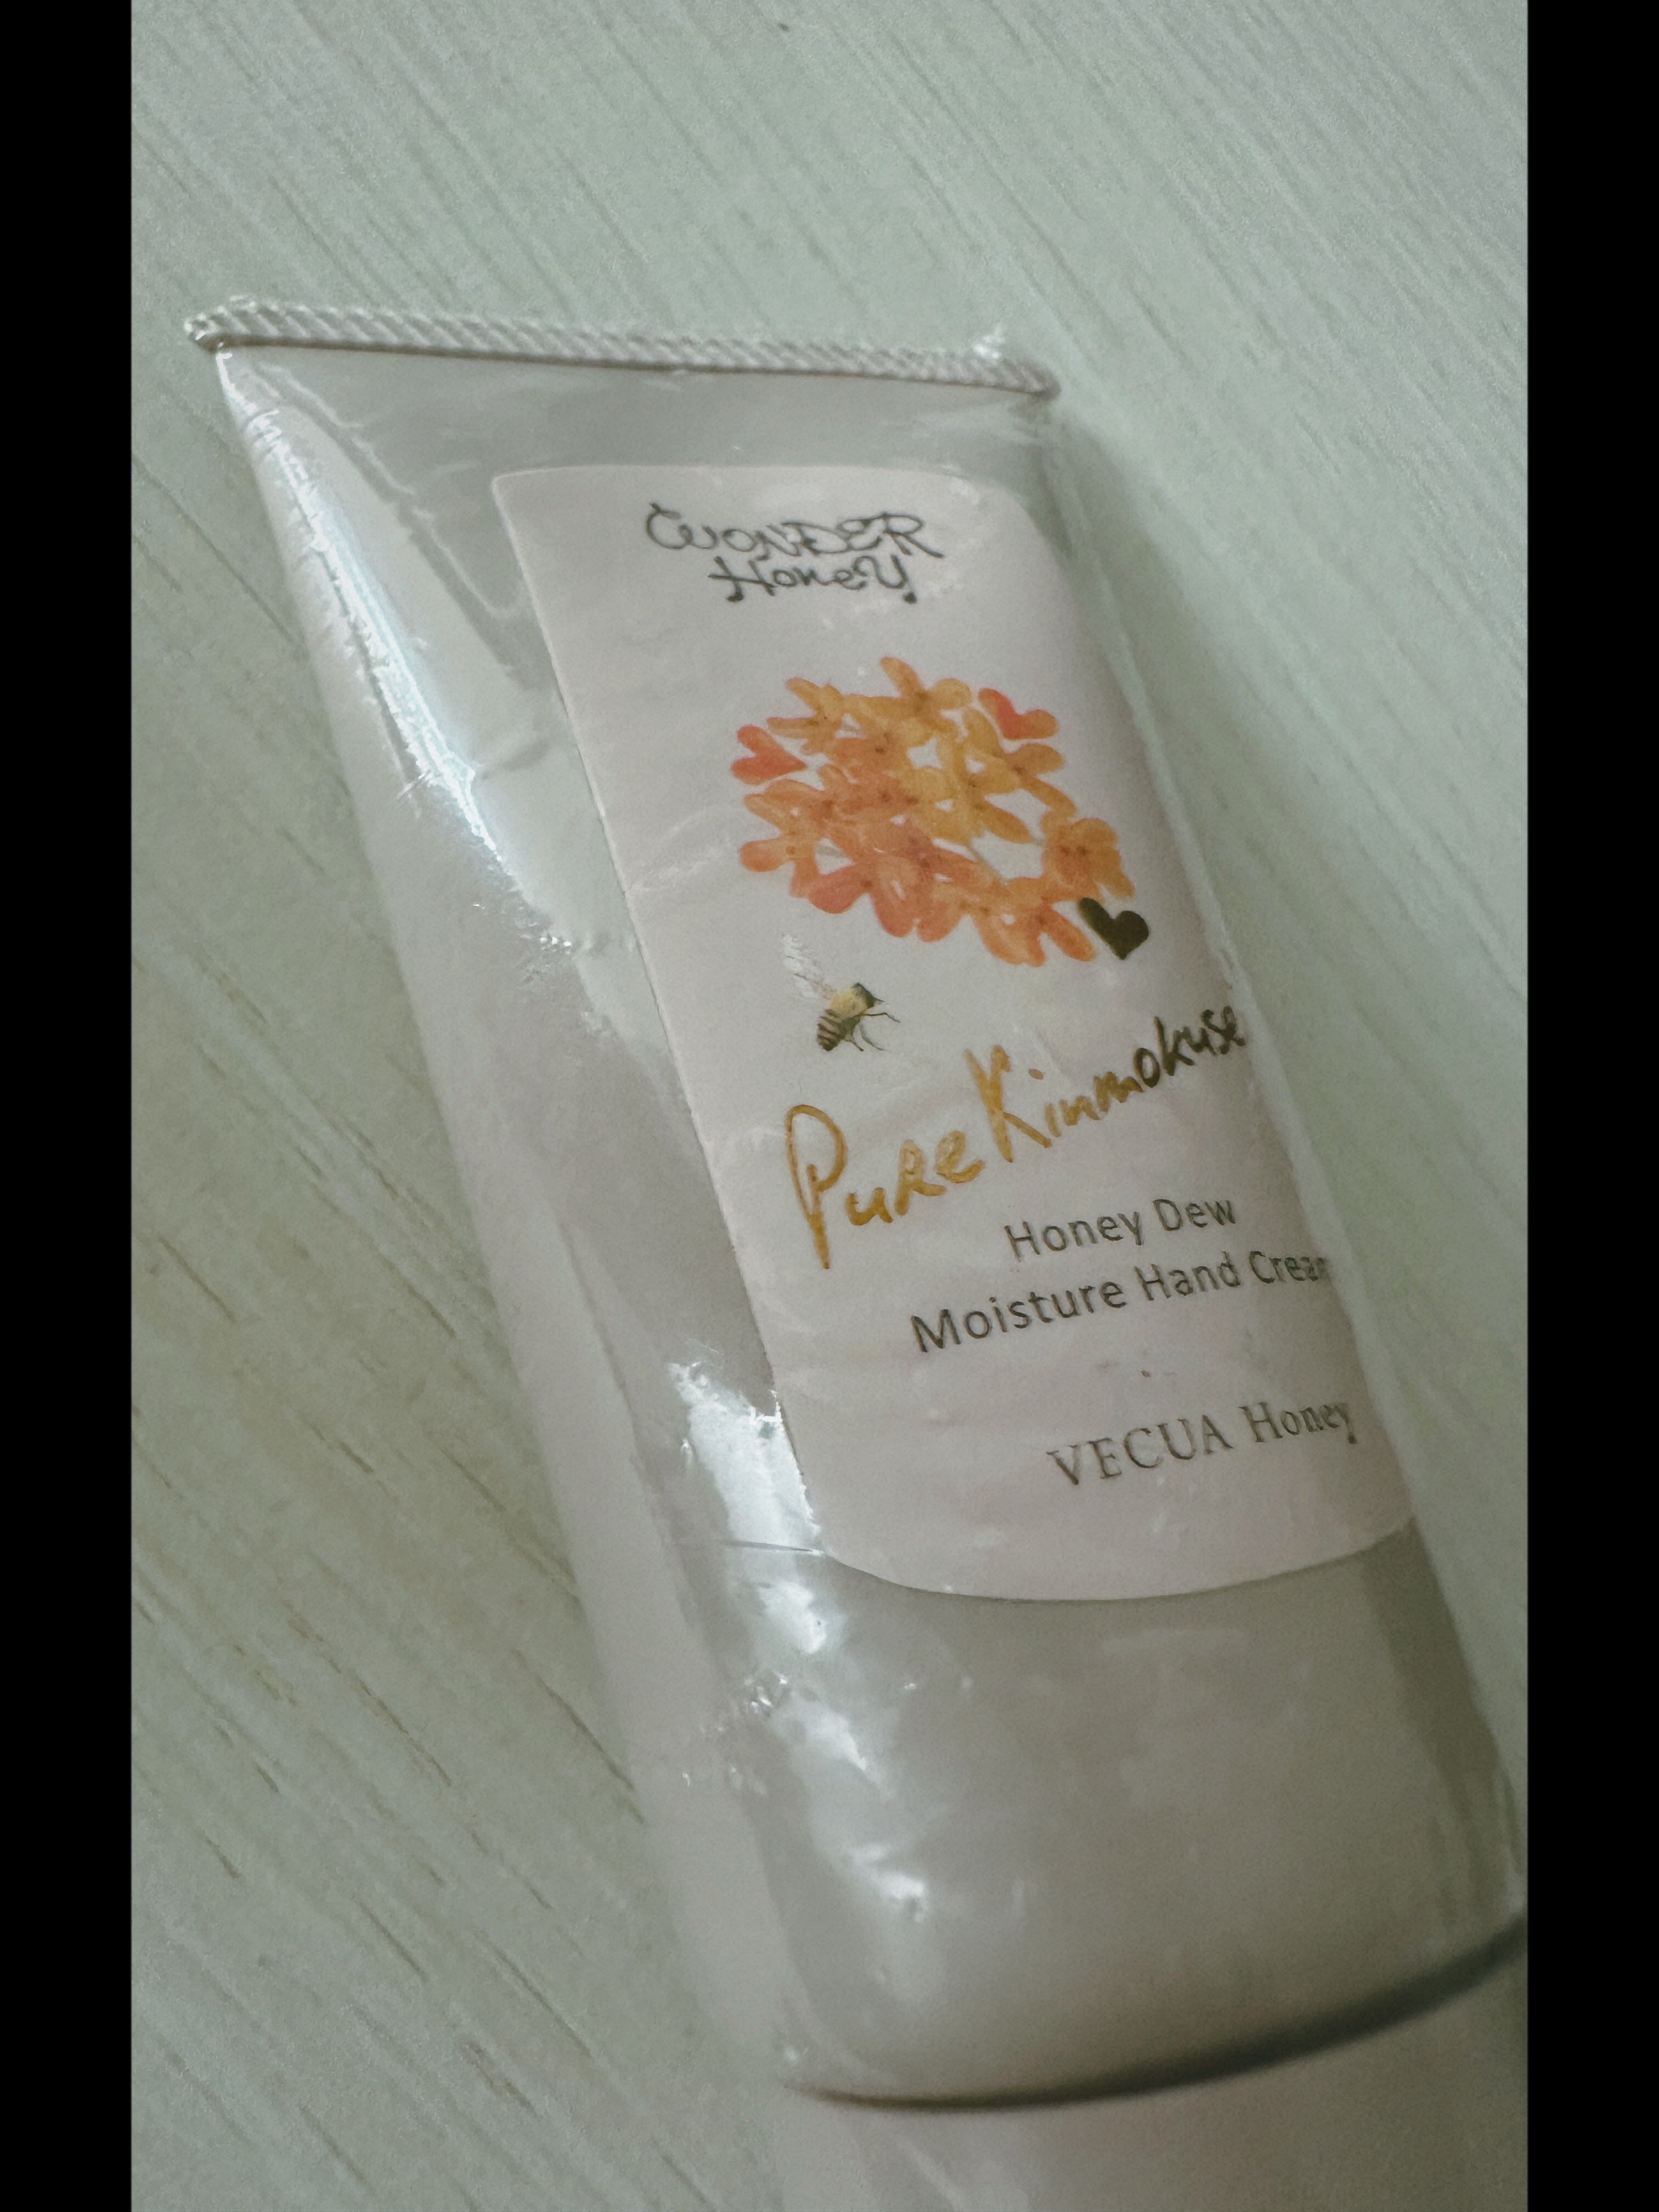 WONDER
Honey
Pure Kinmokuse
Honey Dew
Moisture Hand Cream
VECUA Honey